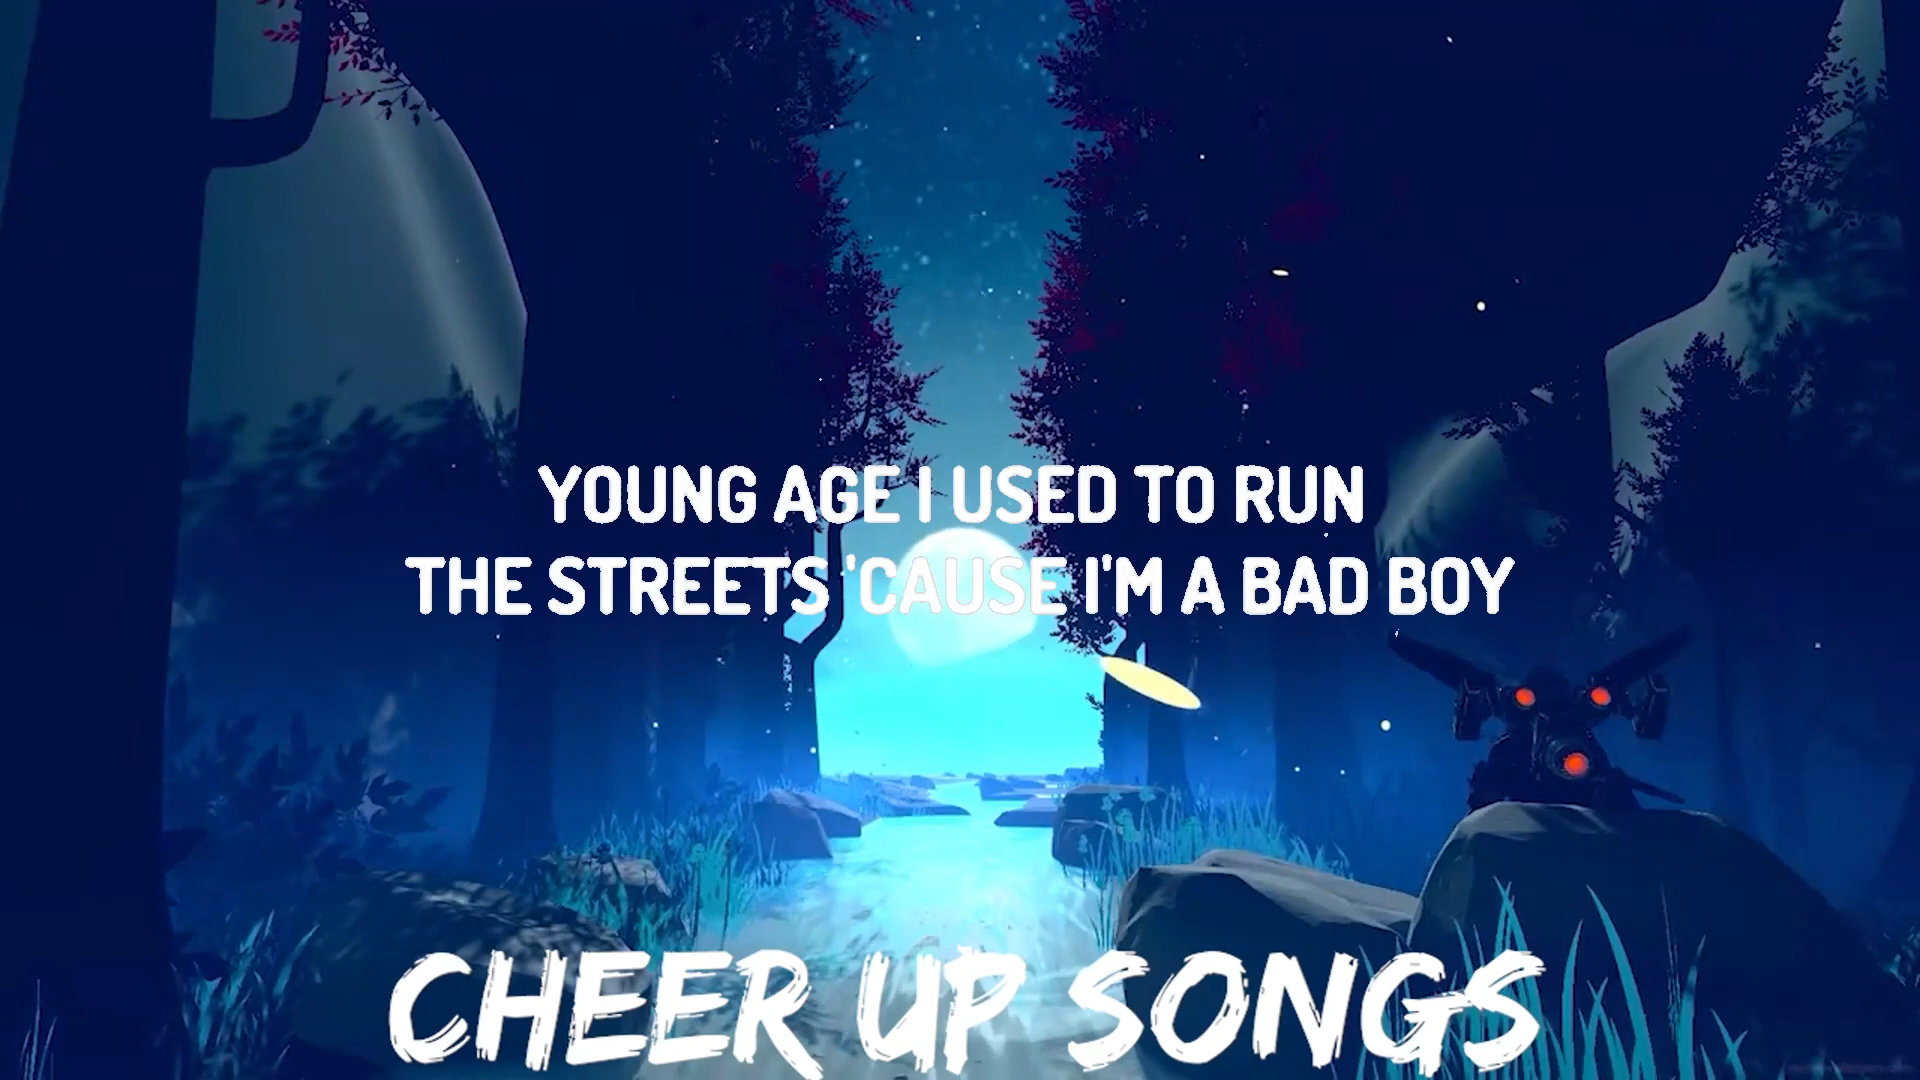 YOUNG AGE I USED TO RUN
THE STREETS 'CAUSE I'M A BAD BOY
CHEER UP SONGS